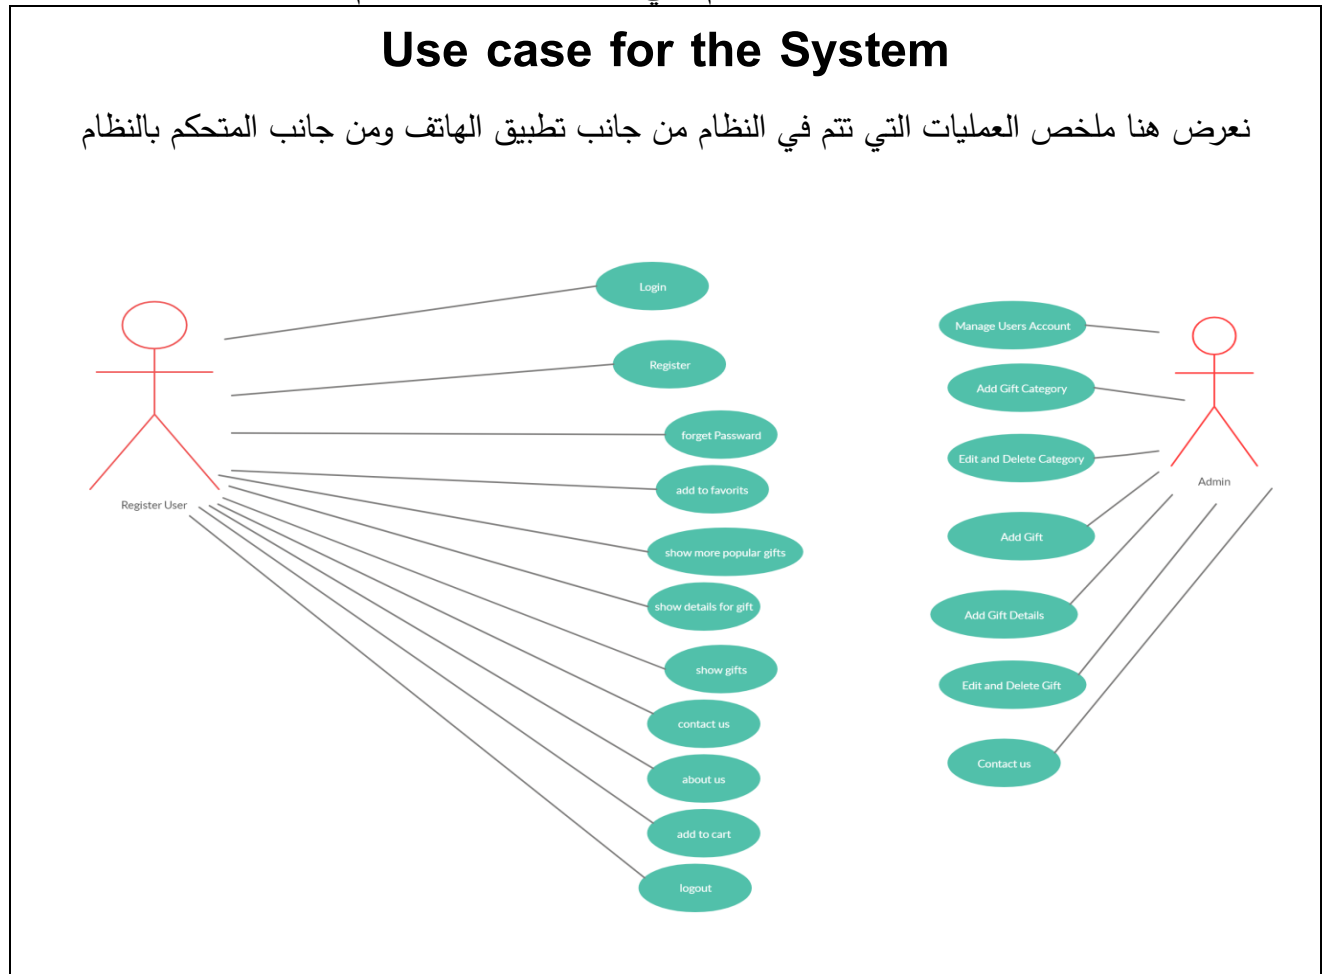 Use case for the System
نعرض هنا ملخص العمليات التي تتم في النظام من جانب تطبيق الهاتف ومن جانب المتحكم بالنظام
Login
Register
forget Passward
add to favorits
show more popular gifts
show details for gift
show gifts
contact us
about us
add to cart
logout
Register User
Manage Users Account
Add Gift Category
Edit and Delete Category
Add Gift
Add Gift Details
Edit and Delete Gift
Contact us
Admin